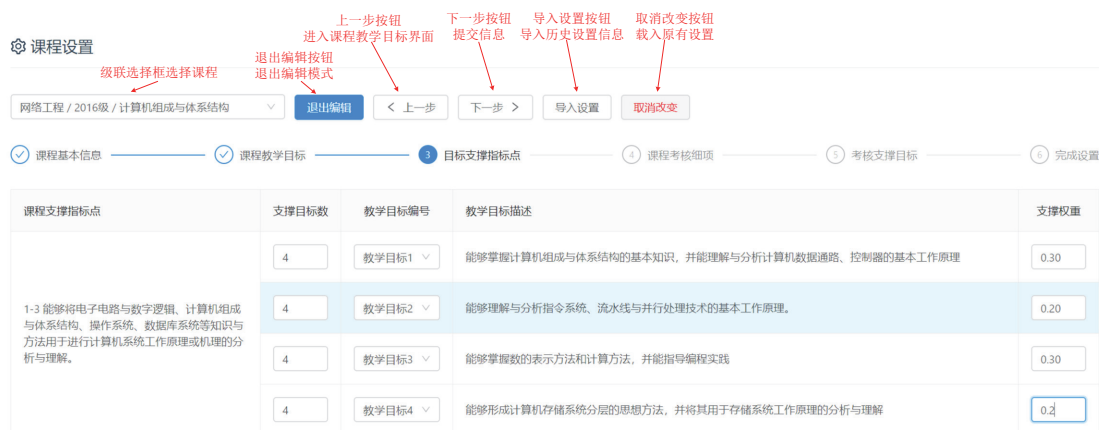 上一步按钮 下一步按钮 导入设置按钮 取消改变按钮
进入课程教学目标界面 提交信息 导入历史设置信息 载入原有设置
课程设置
退出编辑按钮
级联选择框选择课程 退出编辑模式
网络工程 / 2016级 / 计算机组成与体系结构 退出编辑 < 上一步 下一步 > 导入设置 取消改变
课程基本信息 课程教学目标 3 目标支撑指标点 4 课程考核细项 5 考核支撑目标 6 完成设置
课程支撑指标点 支撑目标数 教学目标编号 教学目标描述 支撑权重
4 教学目标1 能够掌握计算机组成与体系结构的基本知识，并能理解与分析计算机数据通路、控制器的基本工作原理 0.30
1-3 能够将电子电路与数字逻辑、计算机组成
与体系结构、操作系统、数据库系统等知识与
方法用于进行计算机系统工作原理或机理的分
析与理解。
4 教学目标2 能够理解与分析指令系统、流水线与并行处理技术的基本工作原理。 0.20
4 教学目标3 能够掌握数的表示方法和计算方法，并能指导编程实践 0.30
4 教学目标4 能够形成计算机存储系统分层的思想方法，并将其用于存储系统工作原理的分析与理解 0.2